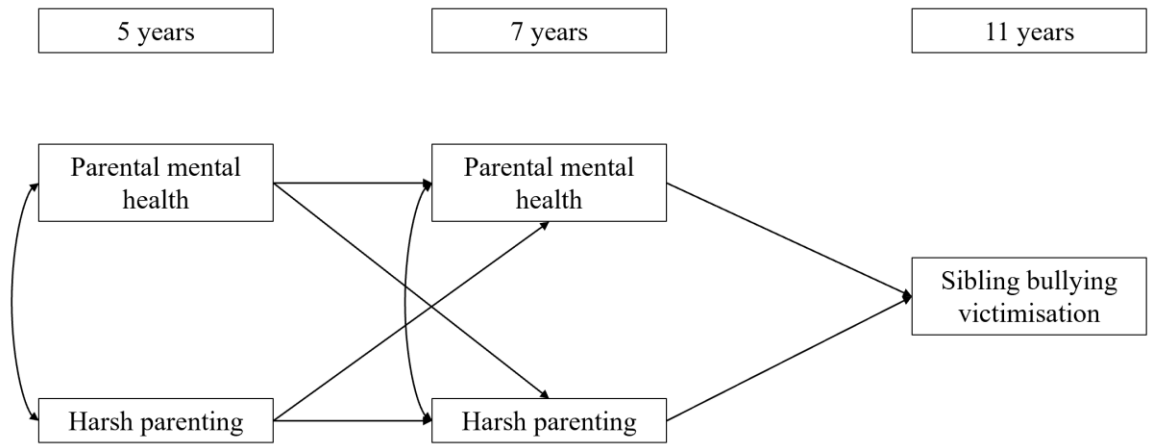 5 years
7 years
11 years
Parental mental
health
Parental mental
health
Sibling bullying
victimisation
Harsh parenting
Harsh parenting